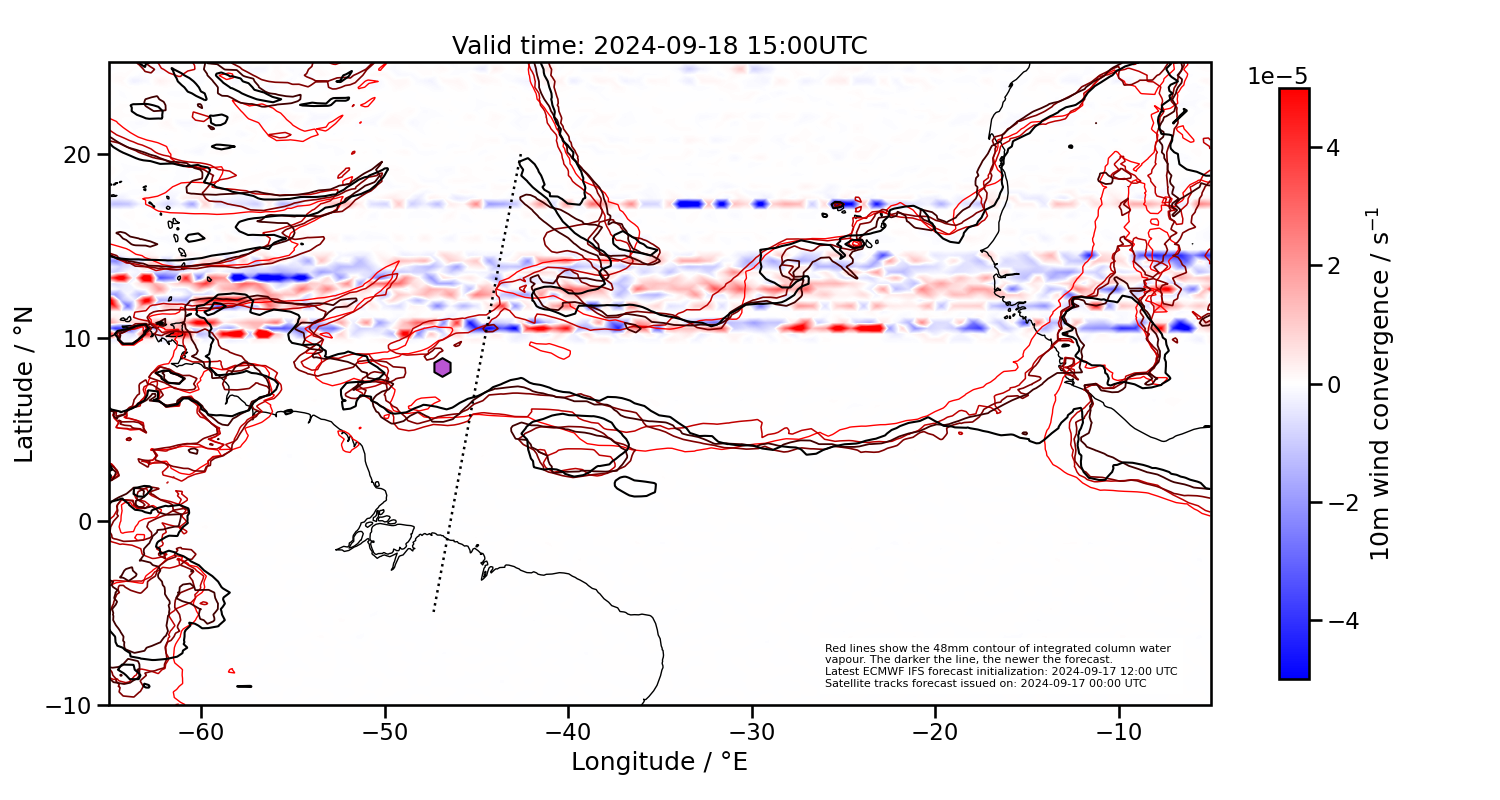 Valid time: 2024-09-18 15:00UTC
1e−5
20
10
0
−10
Latitude / °N
−60
−50
−40
−30
−20
−10
Longitude / °E
4
2
0
−2
−4
10m wind convergence / s−1
Red lines show the 48mm contour of integrated column water
vapour. The darker the line, the newer the forecast.
Latest ECMWF IFS forecast initialization: 2024-09-17 12:00 UTC
Satellite tracks forecast issued on: 2024-09-17 00:00 UTC